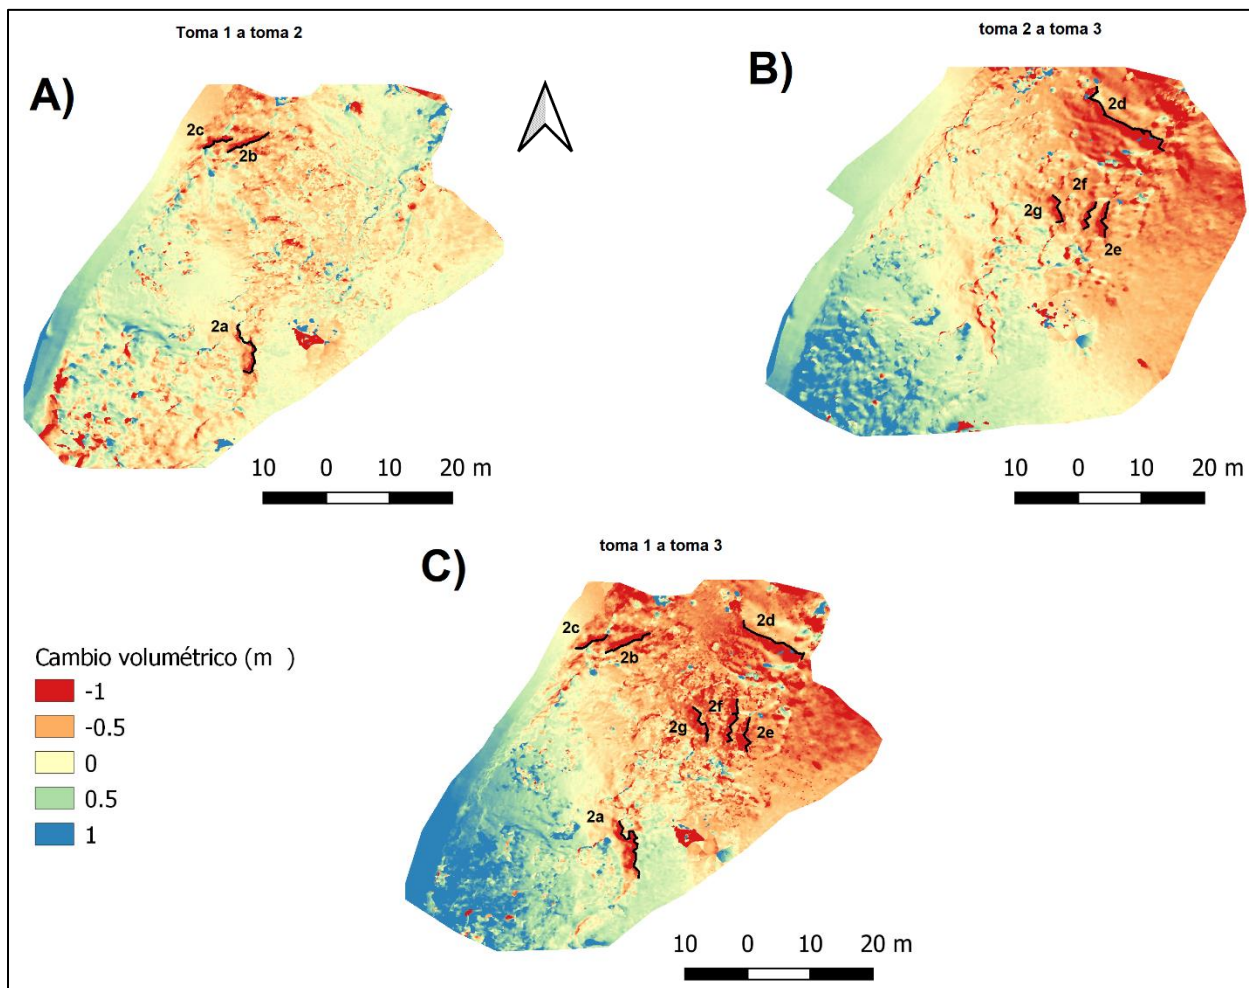 Toma 1 a toma 2
A)
2c
2b
2a
10 0 10 20 m
toma 2 a toma 3
B)
2d
2f
2g
2e
10 0 10 20 m
toma 1 a toma 3
C)
2c
2b
2d
2f
2g
2e
2a
10 0 10 20 m
Cambio volumétrico (m )
-1
-0.5
0
0.5
1